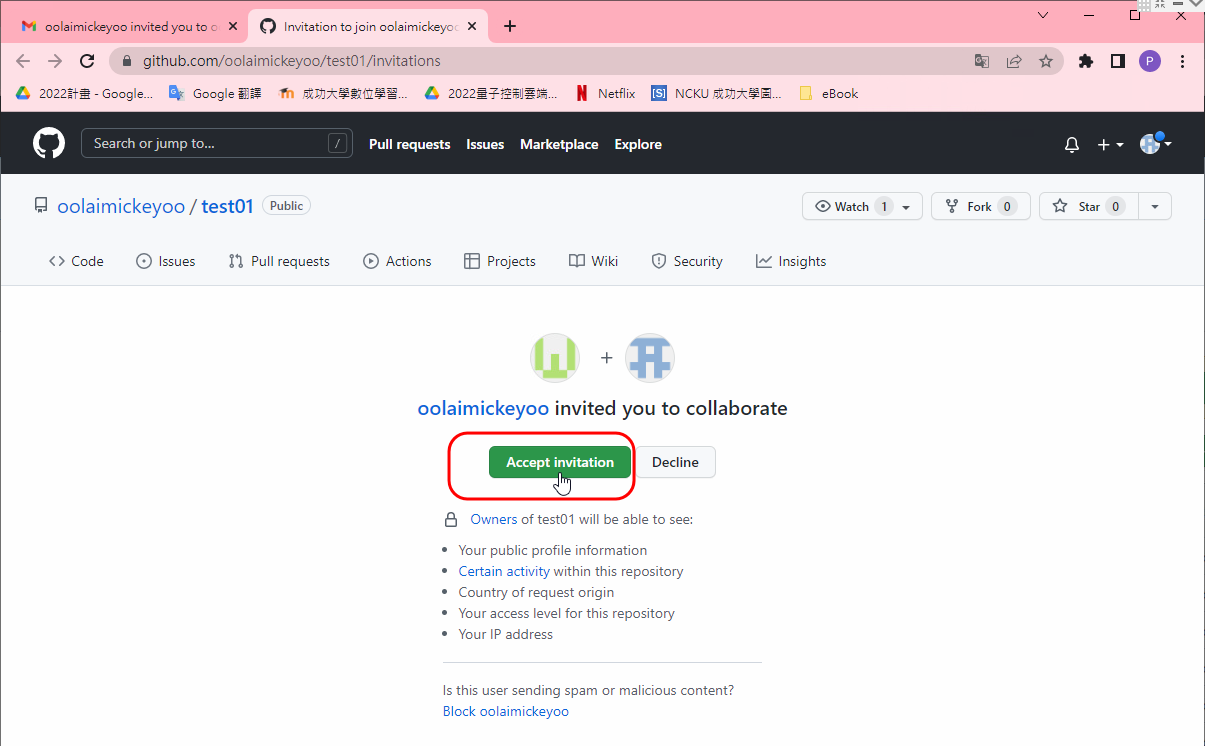 oolaimickeyoo invited you to o
Invitation to join oolaimickeyoo
github.com/oolaimickeyoo/test01/invitations
P
2022計畫 - Google...
Google 翻譯
成功大學數位學習...
2022量子控制雲端...
Netflix
NCKU 成功大學圖...
eBook
Search or jump to...
/
Pull requests
Issues
Marketplace
Explore
oolaimickeyoo / test01
Public
Watch 1
Fork 0
Star 0
Code
Issues
Pull requests
Actions
Projects
Wiki
Security
Insights
+
oolaimickeyoo invited you to collaborate
Accept invitation
Decline
Owners of test01 will be able to see:
Your public profile information
Certain activity within this repository
Country of request origin
Your access level for this repository
Your IP address
Is this user sending spam or malicious content?
Block oolaimickeyoo